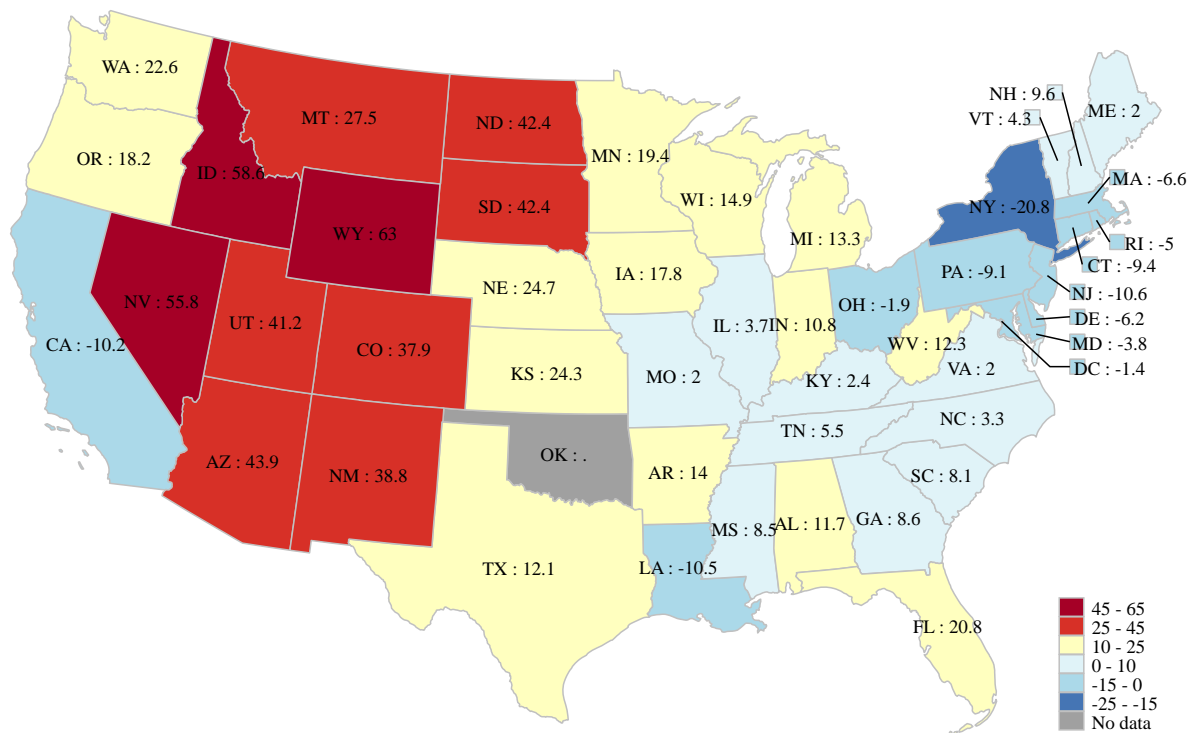 WA : 22.6
OR : 18.2
CA : -10.2
ID : 58.6
NV : 55.8
MT : 27.5
WY : 63
UT : 41.2
AZ : 43.9
CO : 37.9
NM : 38.8
ND : 42.4
SD : 42.4
NE : 24.7
KS : 24.3
OK : .
TX : 12.1
MN : 19.4
IA : 17.8
MO : 2
AR : 14
LA : -10.5
WI : 14.9
IL : 3.7
MI : 13.3
IN : 10.8
OH : -1.9
KY : 2.4
TN : 5.5
MS : 8.5
AL : 11.7
GA : 8.6
FL : 20.8
SC : 8.1
NC : 3.3
VA : 2
WV : 12.3
PA : -9.1
NY : -20.8
NH : 9.6
VT : 4.3
ME : 2
MA : -6.6
RI : -5
CT : -9.4
NJ : -10.6
DE : -6.2
MD : -3.8
DC : -1.4
45 - 65
25 - 45
10 - 25
0 - 10
-15 - 0
-25 - -15
No data